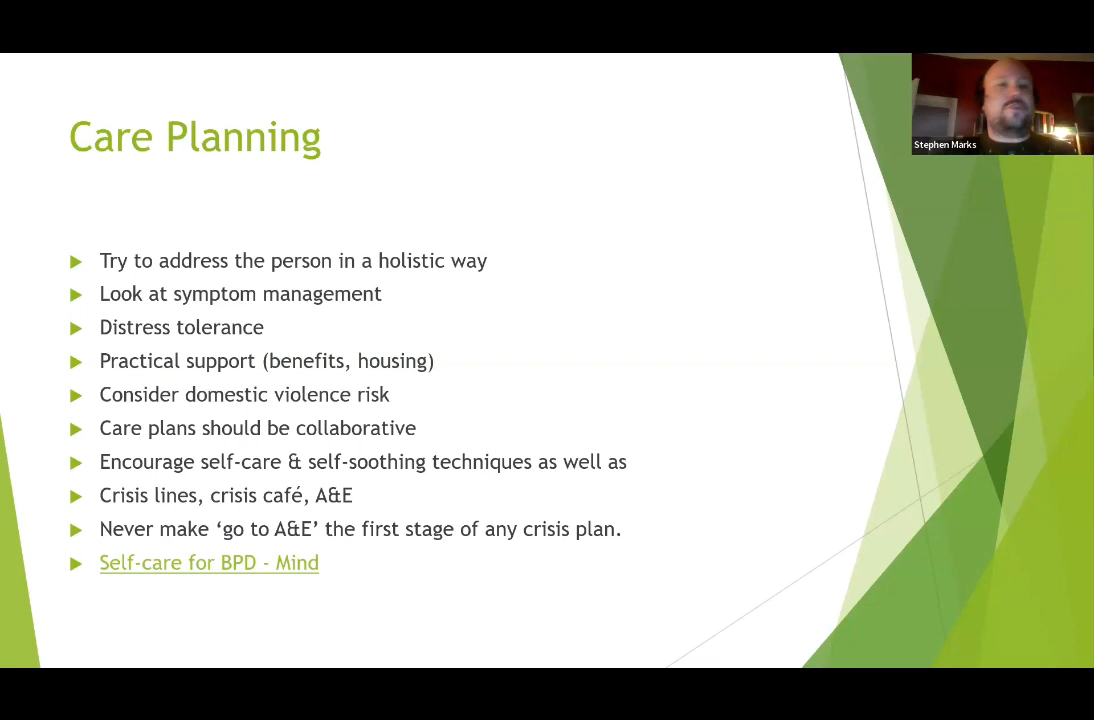 Care Planning
Stephen Marks
Try to address the person in a holistic way
Look at symptom management
Distress tolerance
Practical support (benefits, housing)
Consider domestic violence risk
Care plans should be collaborative
Encourage self-care & self-soothing techniques as well as
Crisis lines, crisis café, A&E
Never make ‘go to A&E’ the first stage of any crisis plan.
Self-care for BPD - Mind